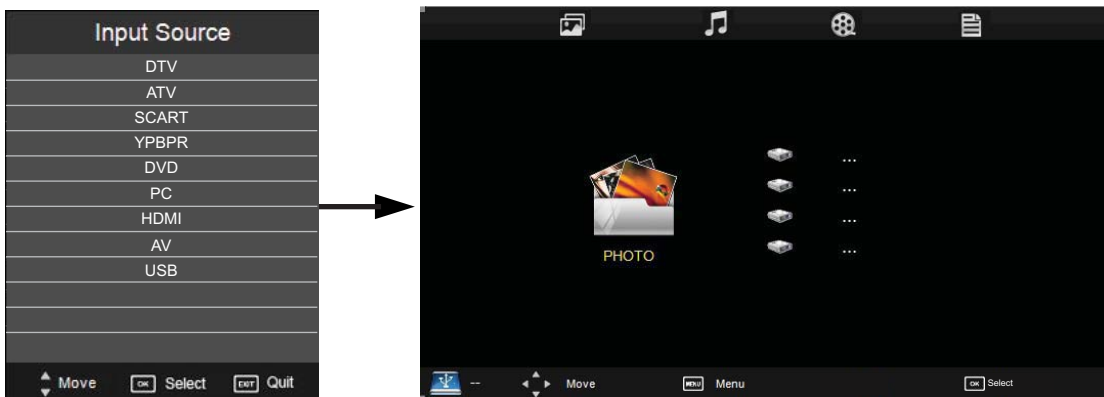 Input Source
DTV
ATV
SCART
YPBPR
DVD
PC
HDMI
AV
USB
Move OK Select EXIT Quit
...
...
...
...
PHOTO
-- Move MENU Menu OK Select